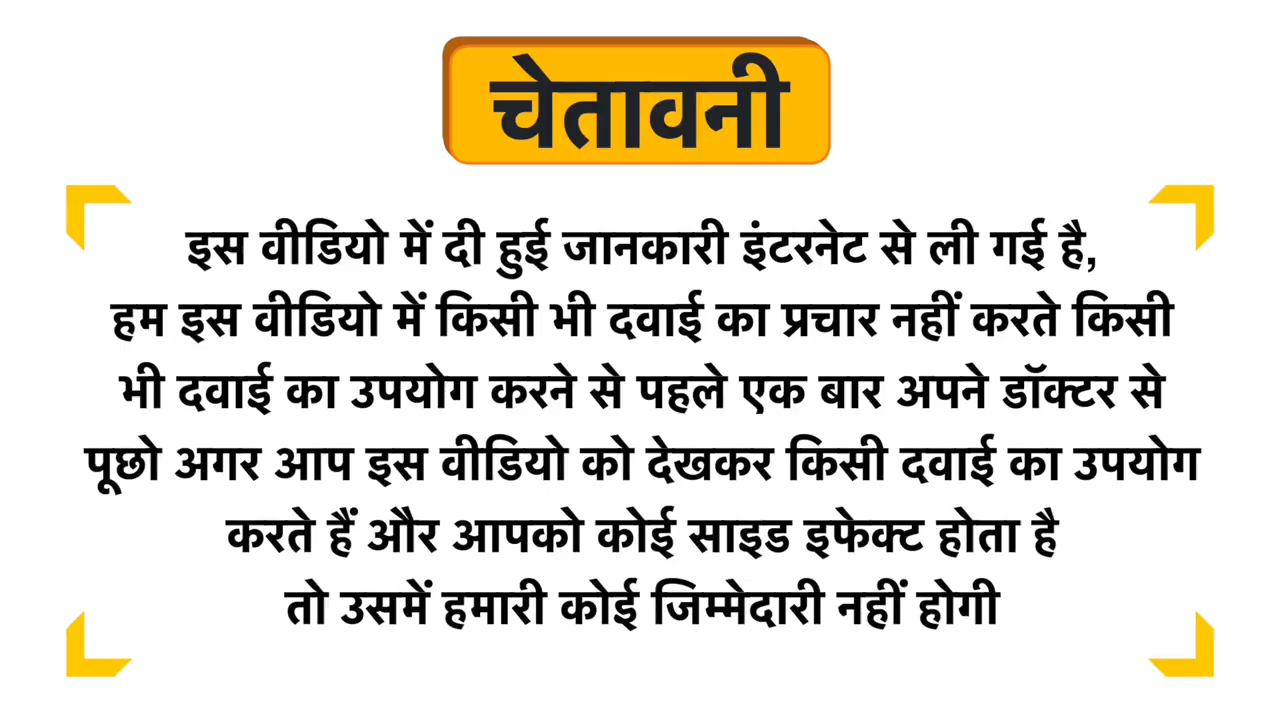 चेतावनी
इस वीडियो में दी हुई जानकारी इंटरनेट से ली गई है,
हम इस वीडियो में किसी भी दवाई का प्रचार नहीं करते किसी
भी दवाई का उपयोग करने से पहले एक बार अपने डॉक्टर से
पूछो अगर आप इस वीडियो को देखकर किसी दवाई का उपयोग
करते हैं और आपको कोई साइड इफेक्ट होता है
तो उसमें हमारी कोई जिम्मेदारी नहीं होगी